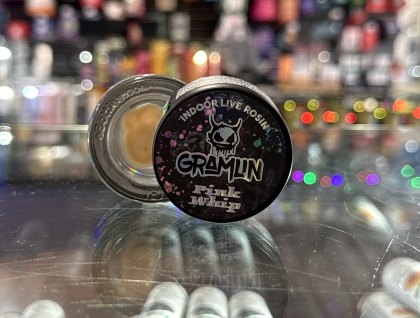 INDOOR LIVE ROSIN
GRAMLIN
Pink
Whip